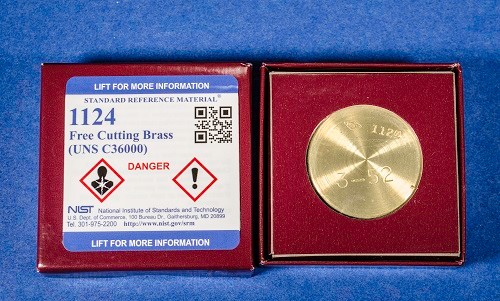 LIFT FOR MORE INFORMATION
STANDARD REFERENCE MATERIAL®
1124
Free Cutting Brass
(UNS C36000)
DANGER
NIST National Institute of Standards and Technology
U.S. Dept. of Commerce, 100 Bureau Dr., Gaithersburg, MD 20899
Tel. 301-975-2200 http://www.nist.gov/srm
LIFT FOR MORE INFORMATION
1124
3 52